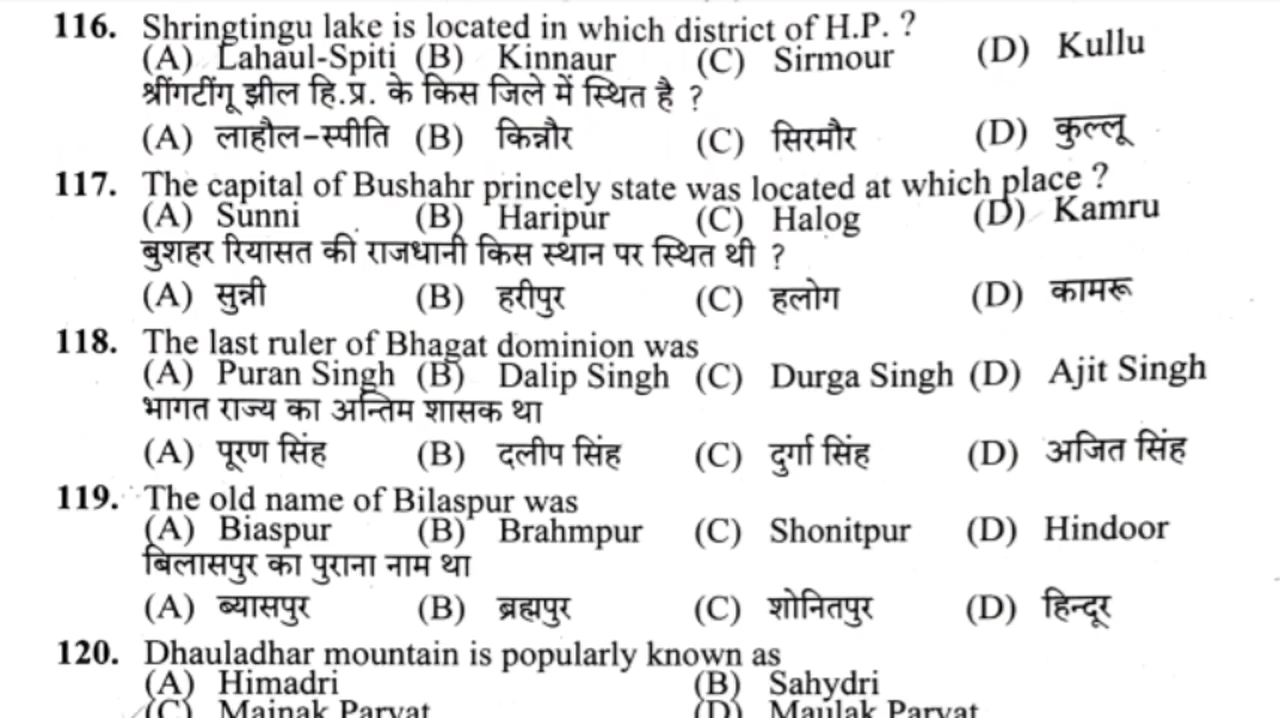 116. Shringtingu lake is located in which district of H.P. ?
(A) Lahaul-Spiti (B) Kinnaur (C) Sirmour (D) Kullu
श्रींगटींगू झील हि.प्र. के किस जिले में स्थित है ?
(A) लाहौल-स्पीति (B) किन्नौर (C) सिरमौर (D) कुल्लू
117. The capital of Bushahr princely state was located at which place ?
(A) Sunni (B) Haripur (C) Halog (D) Kamru
बुशहर रियासत की राजधानी किस स्थान पर स्थित थी ?
(A) सुन्नी (B) हरीपुर (C) हलोग (D) कामरू
118. The last ruler of Bhagat dominion was
(A) Puran Singh (B) Dalip Singh (C) Durga Singh (D) Ajit Singh
भागत राज्य का अन्तिम शासक था
(A) पूरण सिंह (B) दलीप सिंह (C) दुर्गा सिंह (D) अजित सिंह
119. The old name of Bilaspur was
(A) Biaspur (B) Brahmpur (C) Shonitpur (D) Hindoor
बिलासपुर का पुराना नाम था
(A) ब्यासपुर (B) ब्रह्मपुर (C) शोनितपुर (D) हिन्दूर
120. Dhauladhar mountain is popularly known as
(A) Himadri (B) Sahydri
(C) Mainak Parvat (D) Maulak Parvat